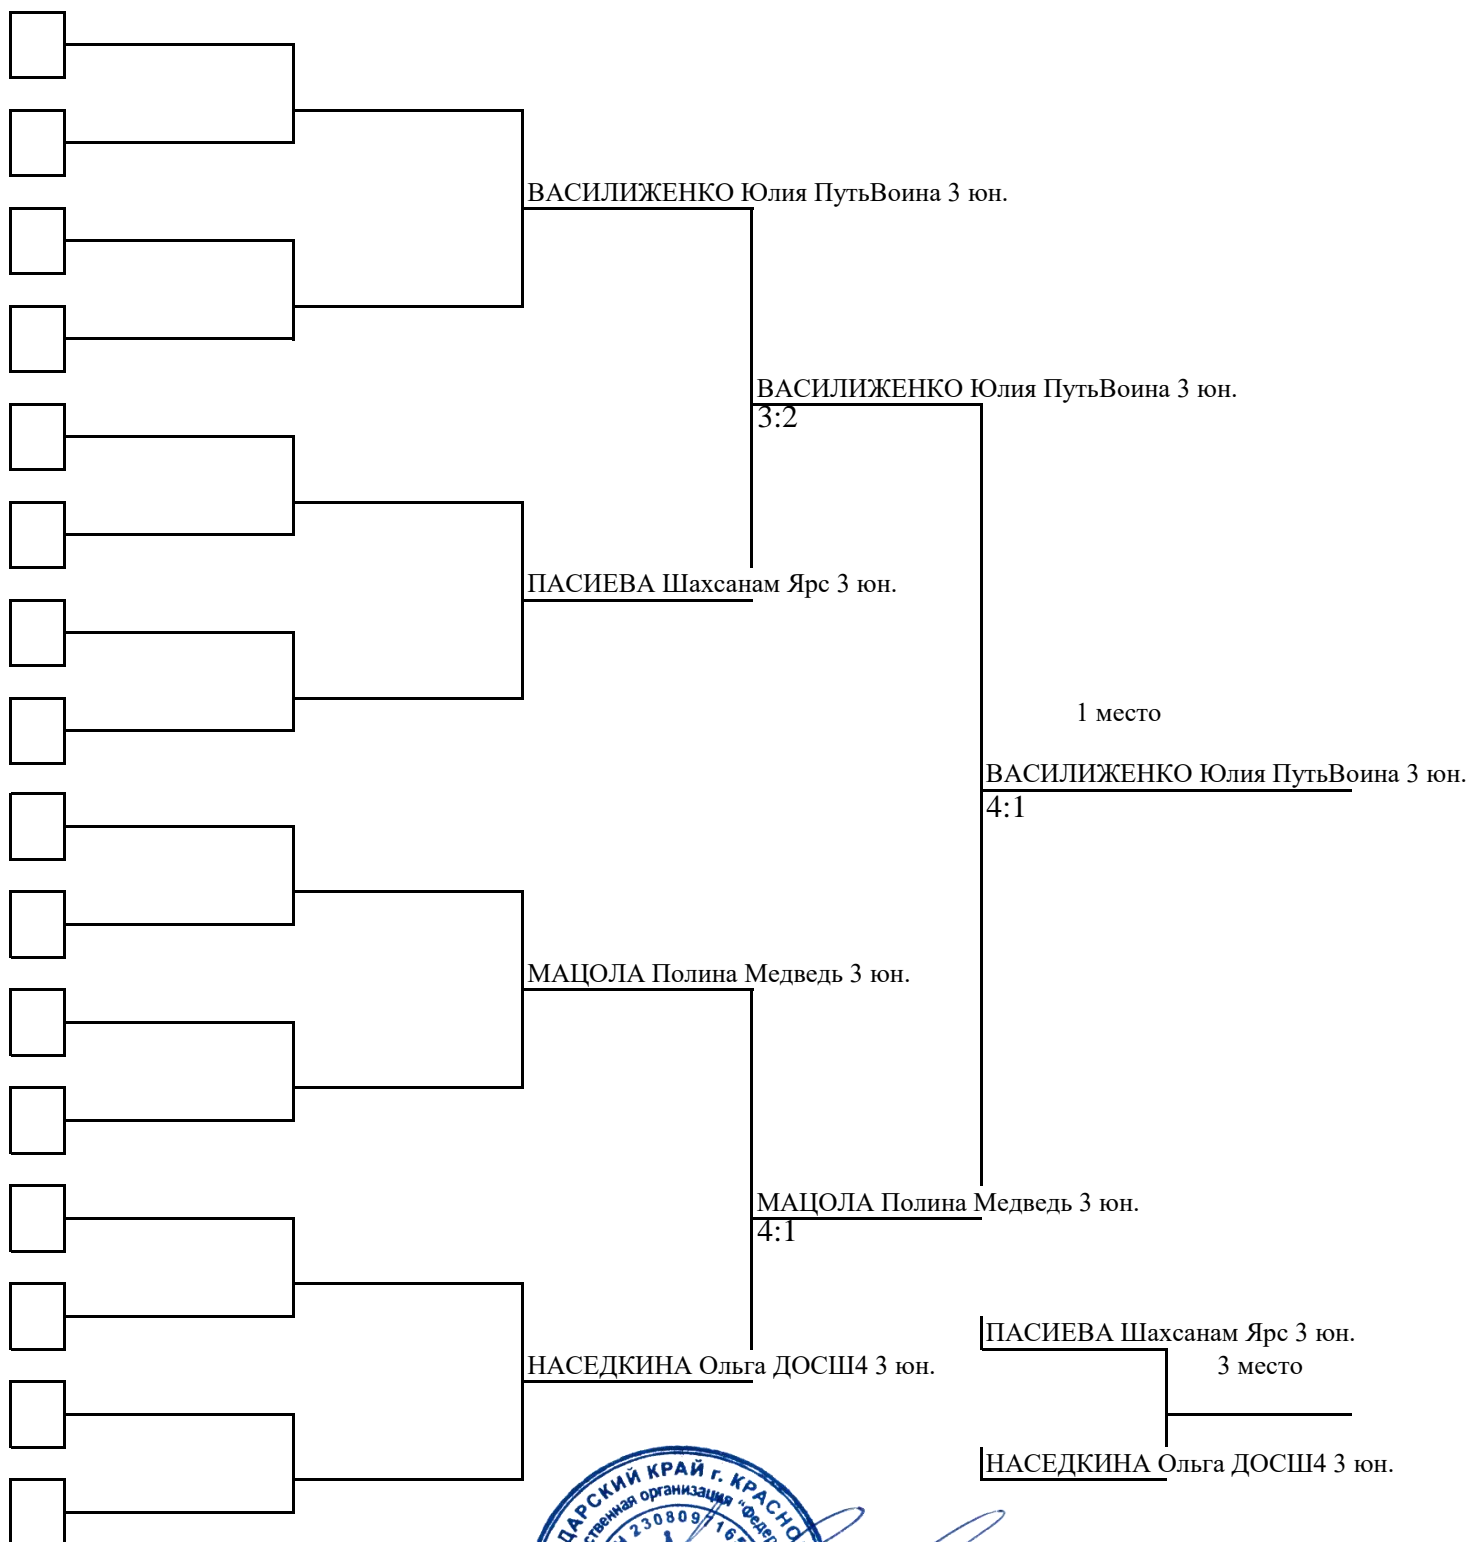 ВАСИЛИЖЕНКО Юлия ПутьВоина 3 юн.
ВАСИЛИЖЕНКО Юлия ПутьВоина 3 юн.
3:2
ПАСИЕВА Шахсанам Ярс 3 юн.
1 место
ВАСИЛИЖЕНКО Юлия ПутьВоина 3 юн.
4:1
МАЦОЛА Полина Медведь 3 юн.
МАЦОЛА Полина Медведь 3 юн.
4:1
ПАСИЕВА Шахсанам Ярс 3 юн.
НАСЕДКИНА Ольга ДОСШ4 3 юн.
3 место
НАСЕДКИНА Ольга ДОСШ4 3 юн.
КРАЙ г.
организация